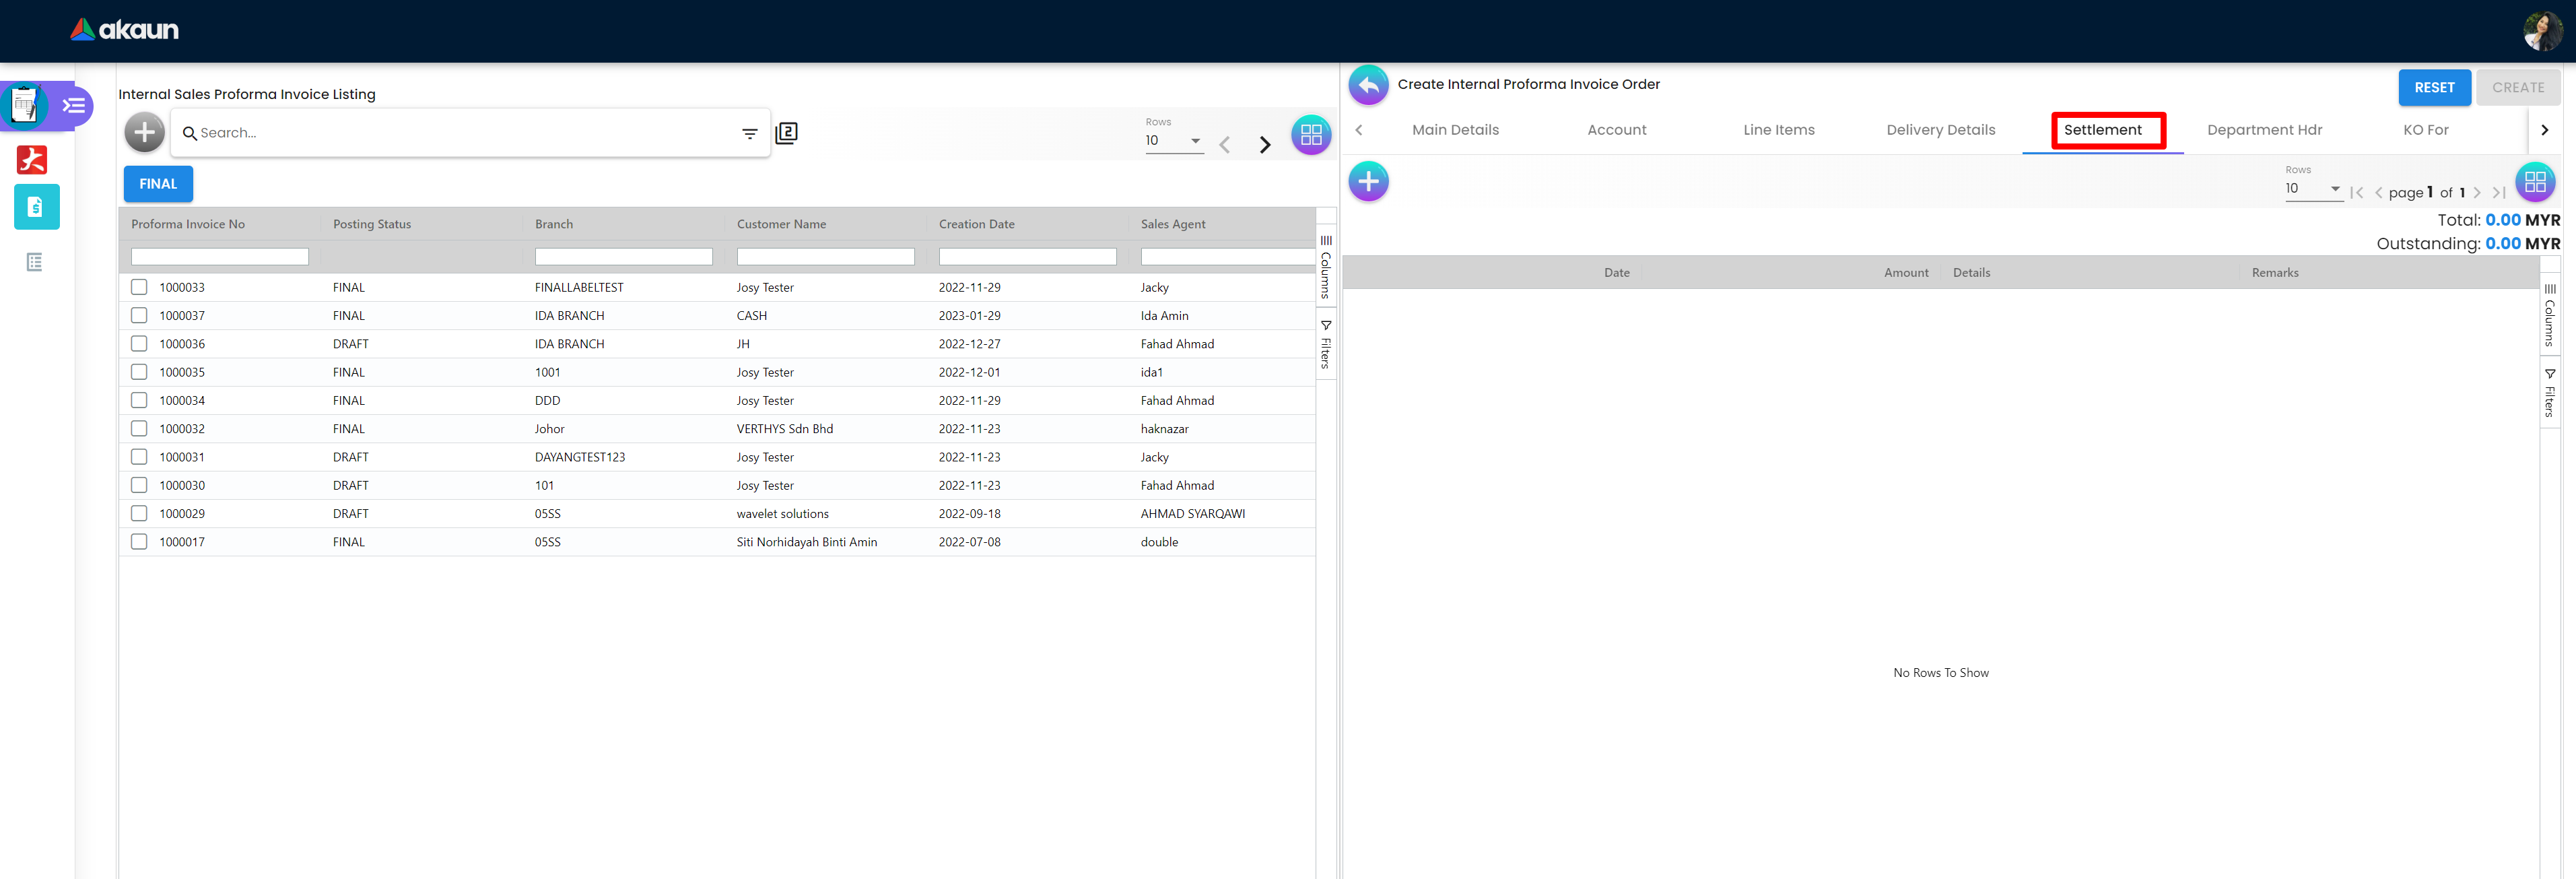 akaun
Internal Sales Proforma Invoice Listing
Search...
2
Rows
10
FINAL
Proforma Invoice No Posting Status Branch Customer Name Creation Date Sales Agent
1000033 FINAL FINALLABELTEST Josy Tester 2022-11-29 Jacky
1000037 FINAL IDA BRANCH CASH 2023-01-29 Ida Amin
1000036 DRAFT IDA BRANCH JH 2022-12-27 Fahad Ahmad
1000035 FINAL 1001 Josy Tester 2022-12-01 ida1
1000034 FINAL DDD Josy Tester 2022-11-29 Fahad Ahmad
1000032 FINAL Johor VERTHYS Sdn Bhd 2022-11-23 haknazar
1000031 DRAFT DAYANGTEST123 Josy Tester 2022-11-23 Jacky
1000030 DRAFT 101 Josy Tester 2022-11-23 Fahad Ahmad
1000029 DRAFT 05SS wavelet solutions 2022-09-18 AHMAD SYARQAWI
1000017 FINAL 05SS Siti Norhidayah Binti Amin 2022-07-08 double
Columns
Filters
Create Internal Proforma Invoice Order
RESET CREATE
Main Details Account Line Items Delivery Details Settlement Department Hdr KO For
Rows
10
page 1 of 1
Total: 0.00 MYR
Outstanding: 0.00 MYR
Date Amount Details Remarks
No Rows To Show
Columns
Filters